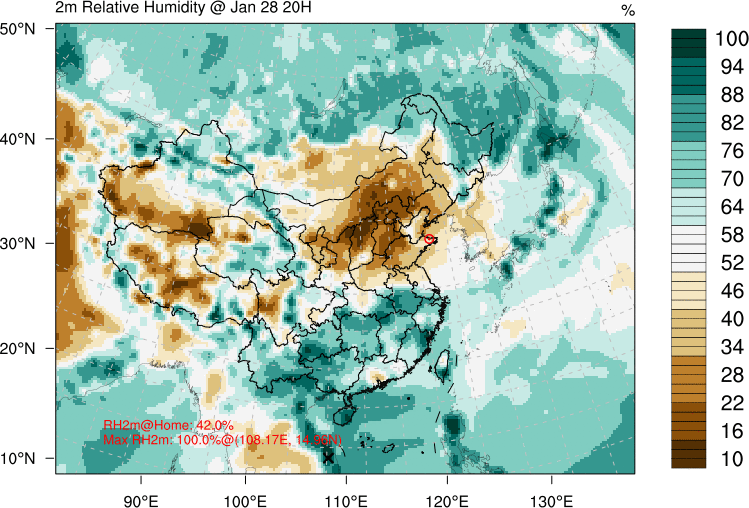 2m Relative Humidity @ Jan 28 20H
%
50°N
40°N
30°N
20°N
10°N
90°E
100°E
110°E
120°E
130°E
100
94
88
82
76
70
64
58
52
46
40
34
28
22
16
10
RH2m@Home: 42.0%
Max RH2m: 100.0%@(108.17E,